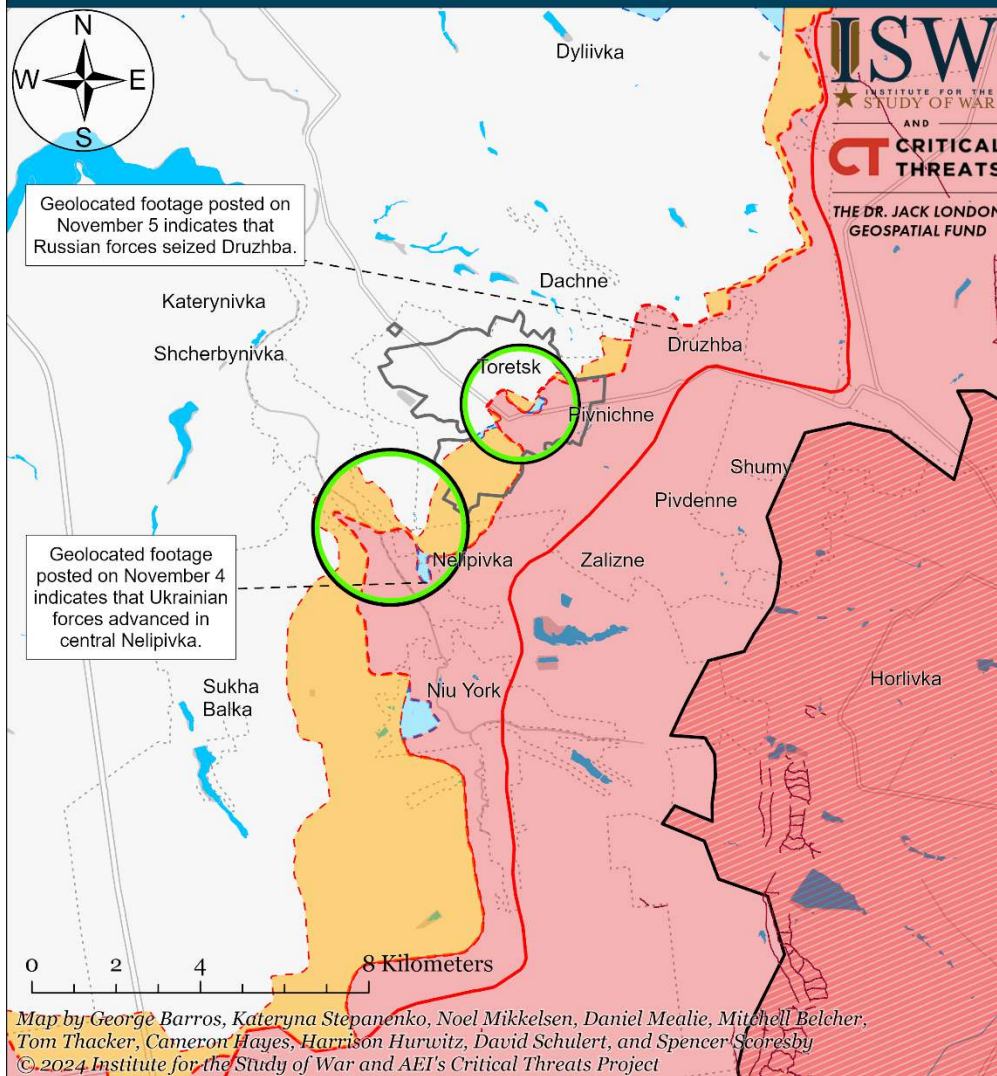 N
W
E
S
ISW
INSTITUTE FOR THE
STUDY OF WAR
AND
CT CRITICAL
THREATS
THE DR. JACK LONDON
GEOSPATIAL FUND
Dyliivka
Geolocated footage posted on
November 5 indicates that
Russian forces seized Druzhba.
Dachne
Katerynivka
Shcherbynivka
Druzhba
Toretsk
Pivnichne
Shumy
Pivdenne
Geolocated footage
posted on November 4
indicates that Ukrainian
forces advanced in
central Nelipivka.
Nelipivka
Zalizne
Horlivka
Sukha
Balka
Niu York
0 2 4 8 Kilometers
Map by George Barros, Kateryna Stepanenko, Noel Mikkelsen, Daniel Mealie, Mitchell Belcher,
Tom Thacker, Cameron Hayes, Harrison Hurwitz, David Schulert, and Spencer Scoresby
© 2024 Institute for the Study of War and AEI's Critical Threats Project